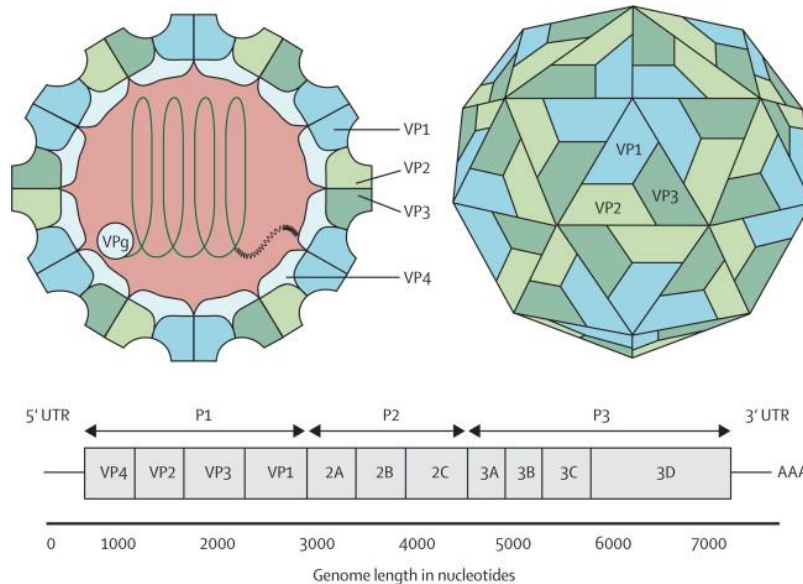 VP1
VP2
VP3
VPg
VP4
VP1
VP3
VP2
5' UTR P1 P2 P3 3' UTR
VP4 VP2 VP3 VP1 2A 2B 2C 3A 3B 3C 3D AAA
0 1000 2000 3000 4000 5000 6000 7000
Genome length in nucleotides